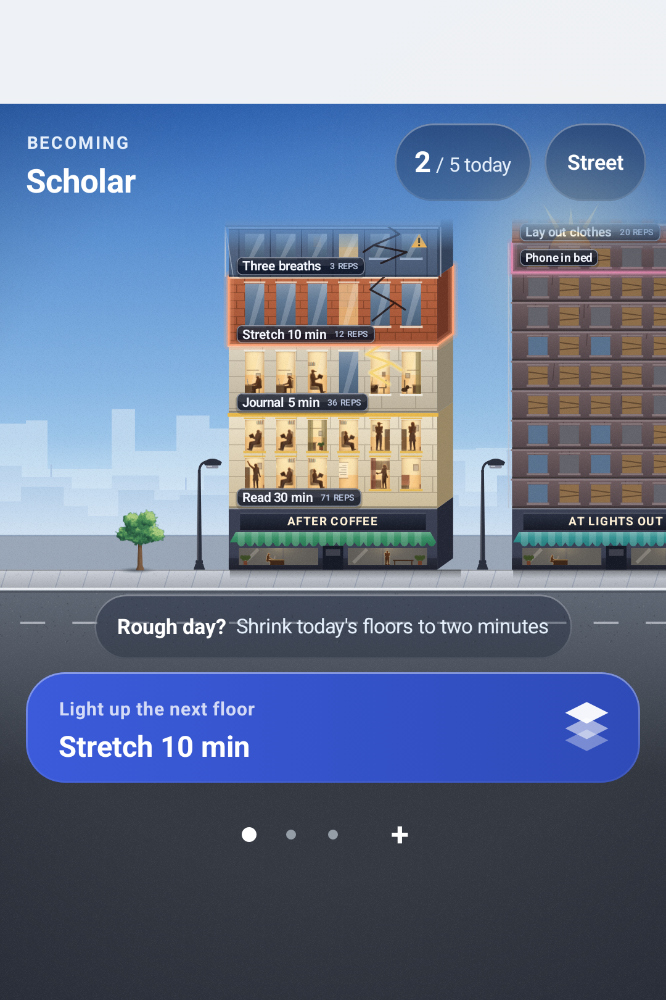 BECOMING
Scholar
2 / 5 today
Street
Lay out clothes 20 REPS
Phone in bed
Three breaths 3 REPS
Stretch 10 min 12 REPS
Journal 5 min 36 REPS
Read 30 min 71 REPS
AFTER COFFEE
AT LIGHTS OUT
Rough day? Shrink today's floors to two minutes
Light up the next floor
Stretch 10 min